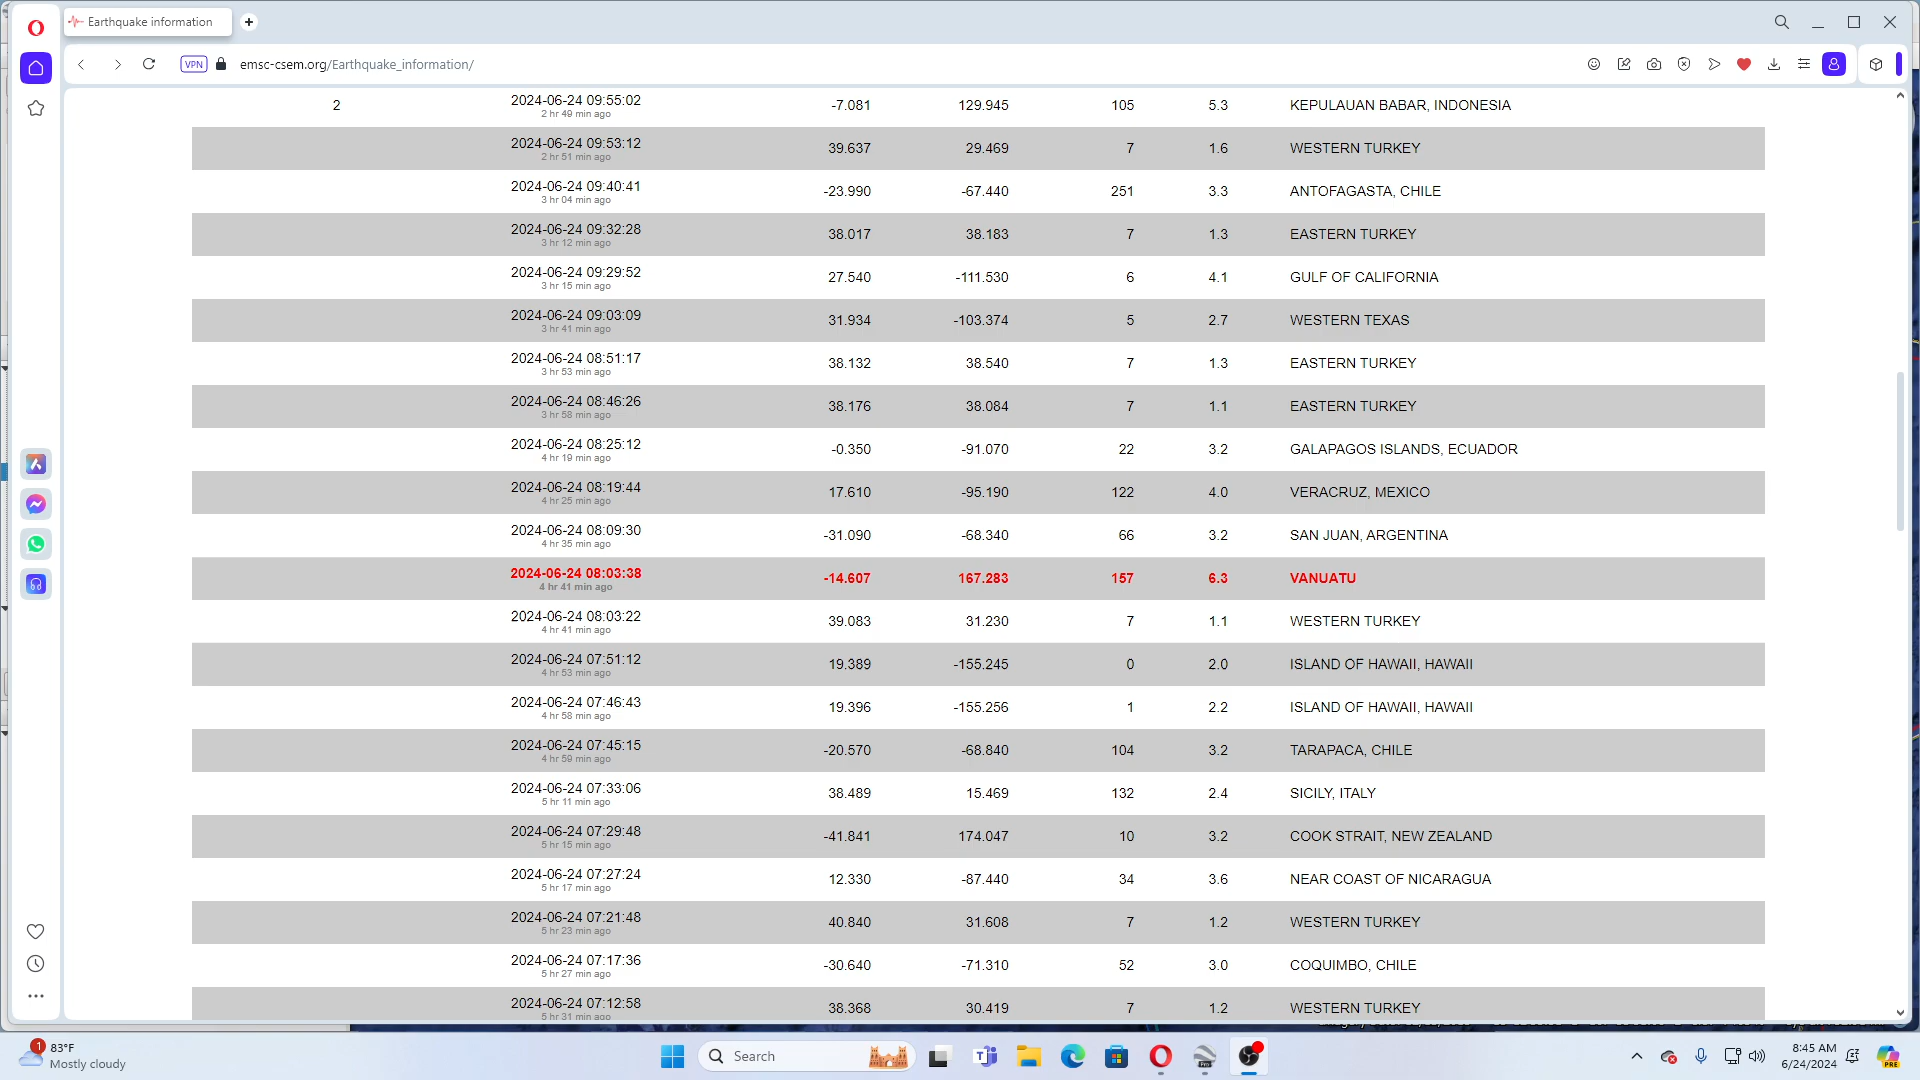 Earthquake information
VPN
emsc-csem.org/Earthquake_information/
2 2024-06-24 09:55:02 -7.081 129.945 105 5.3 KEPULAUAN BABAR, INDONESIA
2 hr 49 min ago
2024-06-24 09:53:12 39.637 29.469 7 1.6 WESTERN TURKEY
2 hr 51 min ago
2024-06-24 09:40:41 -23.990 -67.440 251 3.3 ANTOFAGASTA, CHILE
3 hr 04 min ago
2024-06-24 09:32:28 38.017 38.183 7 1.3 EASTERN TURKEY
3 hr 12 min ago
2024-06-24 09:29:52 27.540 -111.530 6 4.1 GULF OF CALIFORNIA
3 hr 15 min ago
2024-06-24 09:03:09 31.934 -103.374 5 2.7 WESTERN TEXAS
3 hr 41 min ago
2024-06-24 08:51:17 38.132 38.540 7 1.3 EASTERN TURKEY
3 hr 53 min ago
2024-06-24 08:46:26 38.176 38.084 7 1.1 EASTERN TURKEY
3 hr 58 min ago
2024-06-24 08:25:12 -0.350 -91.070 22 3.2 GALAPAGOS ISLANDS, ECUADOR
4 hr 19 min ago
2024-06-24 08:19:44 17.610 -95.190 122 4.0 VERACRUZ, MEXICO
4 hr 25 min ago
2024-06-24 08:09:30 -31.090 -68.340 66 3.2 SAN JUAN, ARGENTINA
4 hr 35 min ago
2024-06-24 08:03:38 -14.607 167.283 157 6.3 VANUATU
4 hr 41 min ago
2024-06-24 08:03:22 39.083 31.230 7 1.1 WESTERN TURKEY
4 hr 41 min ago
2024-06-24 07:51:12 19.389 -155.245 0 2.0 ISLAND OF HAWAII, HAWAII
4 hr 53 min ago
2024-06-24 07:46:43 19.396 -155.256 1 2.2 ISLAND OF HAWAII, HAWAII
4 hr 58 min ago
2024-06-24 07:45:15 -20.570 -68.840 104 3.2 TARAPACA, CHILE
4 hr 59 min ago
2024-06-24 07:33:06 38.489 15.469 132 2.4 SICILY, ITALY
5 hr 11 min ago
2024-06-24 07:29:48 -41.841 174.047 10 3.2 COOK STRAIT, NEW ZEALAND
5 hr 15 min ago
2024-06-24 07:27:24 12.330 -87.440 34 3.6 NEAR COAST OF NICARAGUA
5 hr 17 min ago
2024-06-24 07:21:48 40.840 31.608 7 1.2 WESTERN TURKEY
5 hr 23 min ago
2024-06-24 07:17:36 -30.640 -71.310 52 3.0 COQUIMBO, CHILE
5 hr 27 min ago
2024-06-24 07:12:58 38.368 30.419 7 1.2 WESTERN TURKEY
5 hr 31 min ago
1
83°F
Mostly cloudy
Search
8:45 AM
6/24/2024
PRE